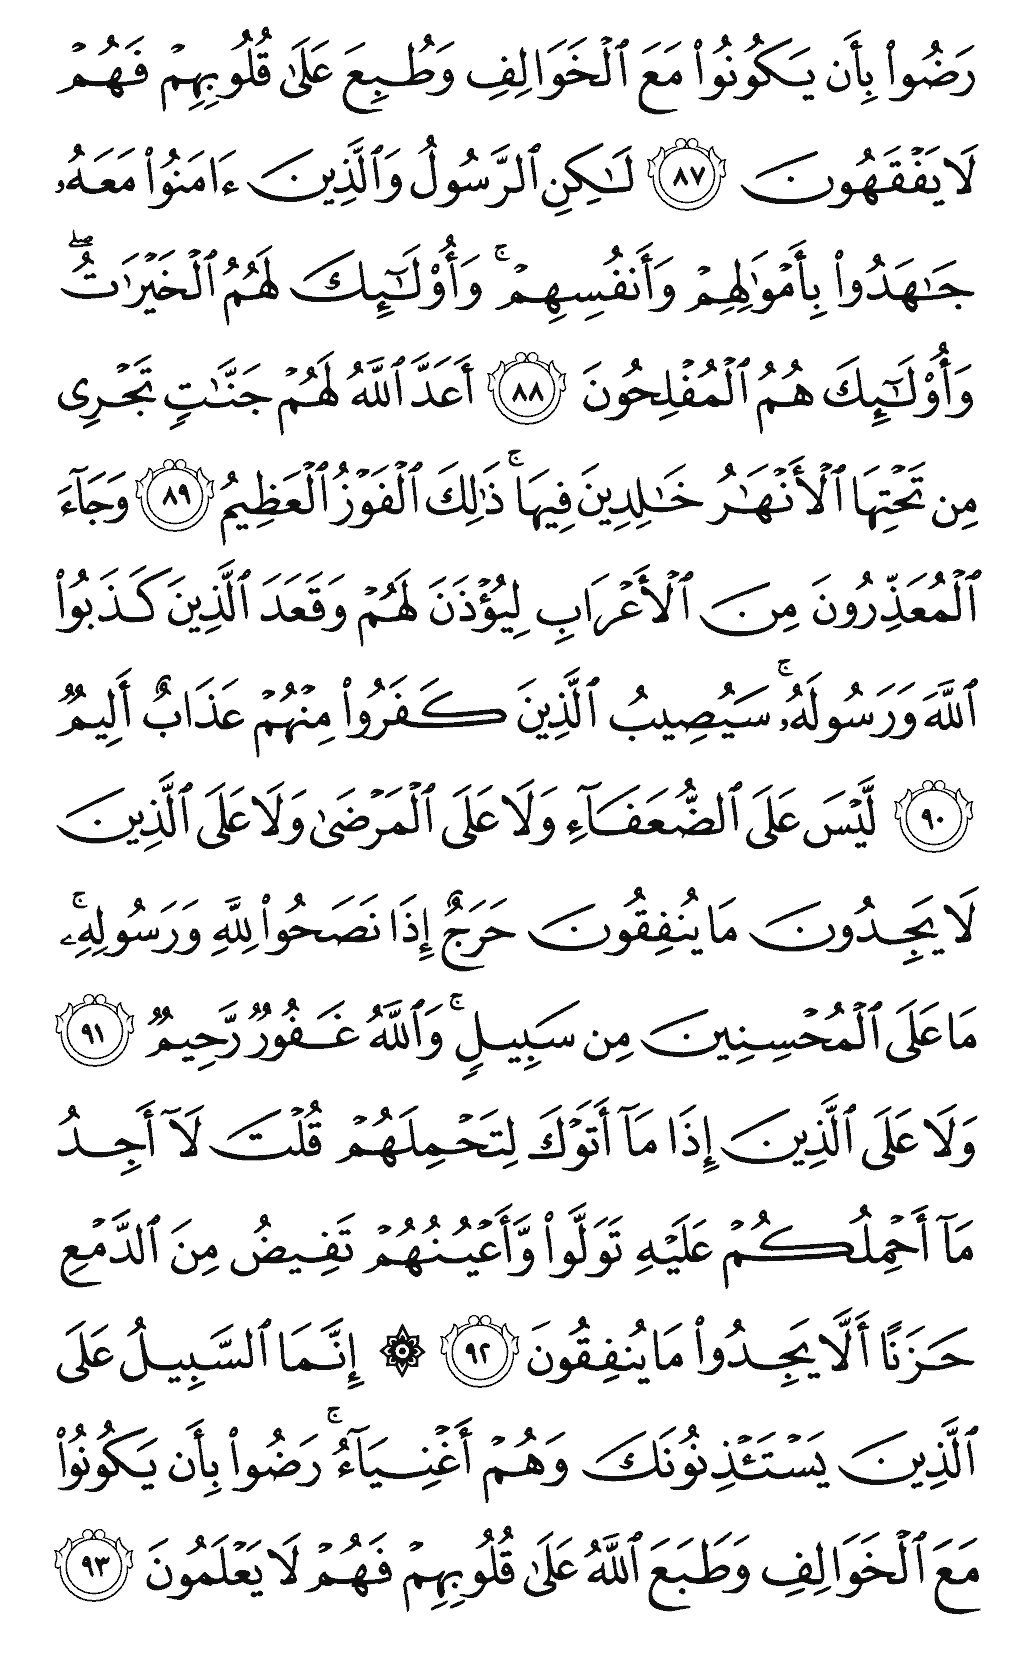 رَضُوا۟ بِأَن يَكُونُوا۟ مَعَ ٱلْخَوَالِفِ وَطُبِعَ عَلَىٰ قُلُوبِهِمْ فَهُمْ
لَا يَفْقَهُونَ ٨٧ لَـٰكِنِ ٱلرَّسُولُ وَٱلَّذِينَ ءَامَنُوا۟ مَعَهُۥ
جَـٰهَدُوا۟ بِأَمْوَٰلِهِمْ وَأَنفُسِهِمْ ۚ وَأُو۟لَـٰٓئِكَ لَهُمُ ٱلْخَيْرَٰتُ ۖ
وَأُو۟لَـٰٓئِكَ هُمُ ٱلْمُفْلِحُونَ ٨٨ أَعَدَّ ٱللَّهُ لَهُمْ جَنَّـٰتٍ تَجْرِى
مِن تَحْتِهَا ٱلْأَنْهَـٰرُ خَـٰلِدِينَ فِيهَا ۚ ذَٰلِكَ ٱلْفَوْزُ ٱلْعَظِيمُ ٨٩ وَجَآءَ
ٱلْمُعَذِّرُونَ مِنَ ٱلْأَعْرَابِ لِيُؤْذَنَ لَهُمْ وَقَعَدَ ٱلَّذِينَ كَذَبُوا۟
ٱللَّهَ وَرَسُولَهُۥ ۚ سَيُصِيبُ ٱلَّذِينَ كَفَرُوا۟ مِنْهُمْ عَذَابٌ أَلِيمٌ
٩٠ لَّيْسَ عَلَى ٱلضُّعَفَآءِ وَلَا عَلَى ٱلْمَرْضَىٰ وَلَا عَلَى ٱلَّذِينَ
لَا يَجِدُونَ مَا يُنفِقُونَ حَرَجٌ إِذَا نَصَحُوا۟ لِلَّهِ وَرَسُولِهِۦ ۚ
مَا عَلَى ٱلْمُحْسِنِينَ مِن سَبِيلٍ ۚ وَٱللَّهُ غَفُورٌ رَّحِيمٌ ٩١
وَلَا عَلَى ٱلَّذِينَ إِذَا مَآ أَتَوْكَ لِتَحْمِلَهُمْ قُلْتَ لَآ أَجِدُ
مَآ أَحْمِلُكُمْ عَلَيْهِ تَوَلَّوا۟ وَّأَعْيُنُهُمْ تَفِيضُ مِنَ ٱلدَّمْعِ
حَزَنًا أَلَّا يَجِدُوا۟ مَا يُنفِقُونَ ٩٢ ۞ إِنَّمَا ٱلسَّبِيلُ عَلَى
ٱلَّذِينَ يَسْتَـْٔذِنُونَكَ وَهُمْ أَغْنِيَآءُ ۚ رَضُوا۟ بِأَن يَكُونُوا۟
مَعَ ٱلْخَوَالِفِ وَطَبَعَ ٱللَّهُ عَلَىٰ قُلُوبِهِمْ فَهُمْ لَا يَعْلَمُونَ ٩٣